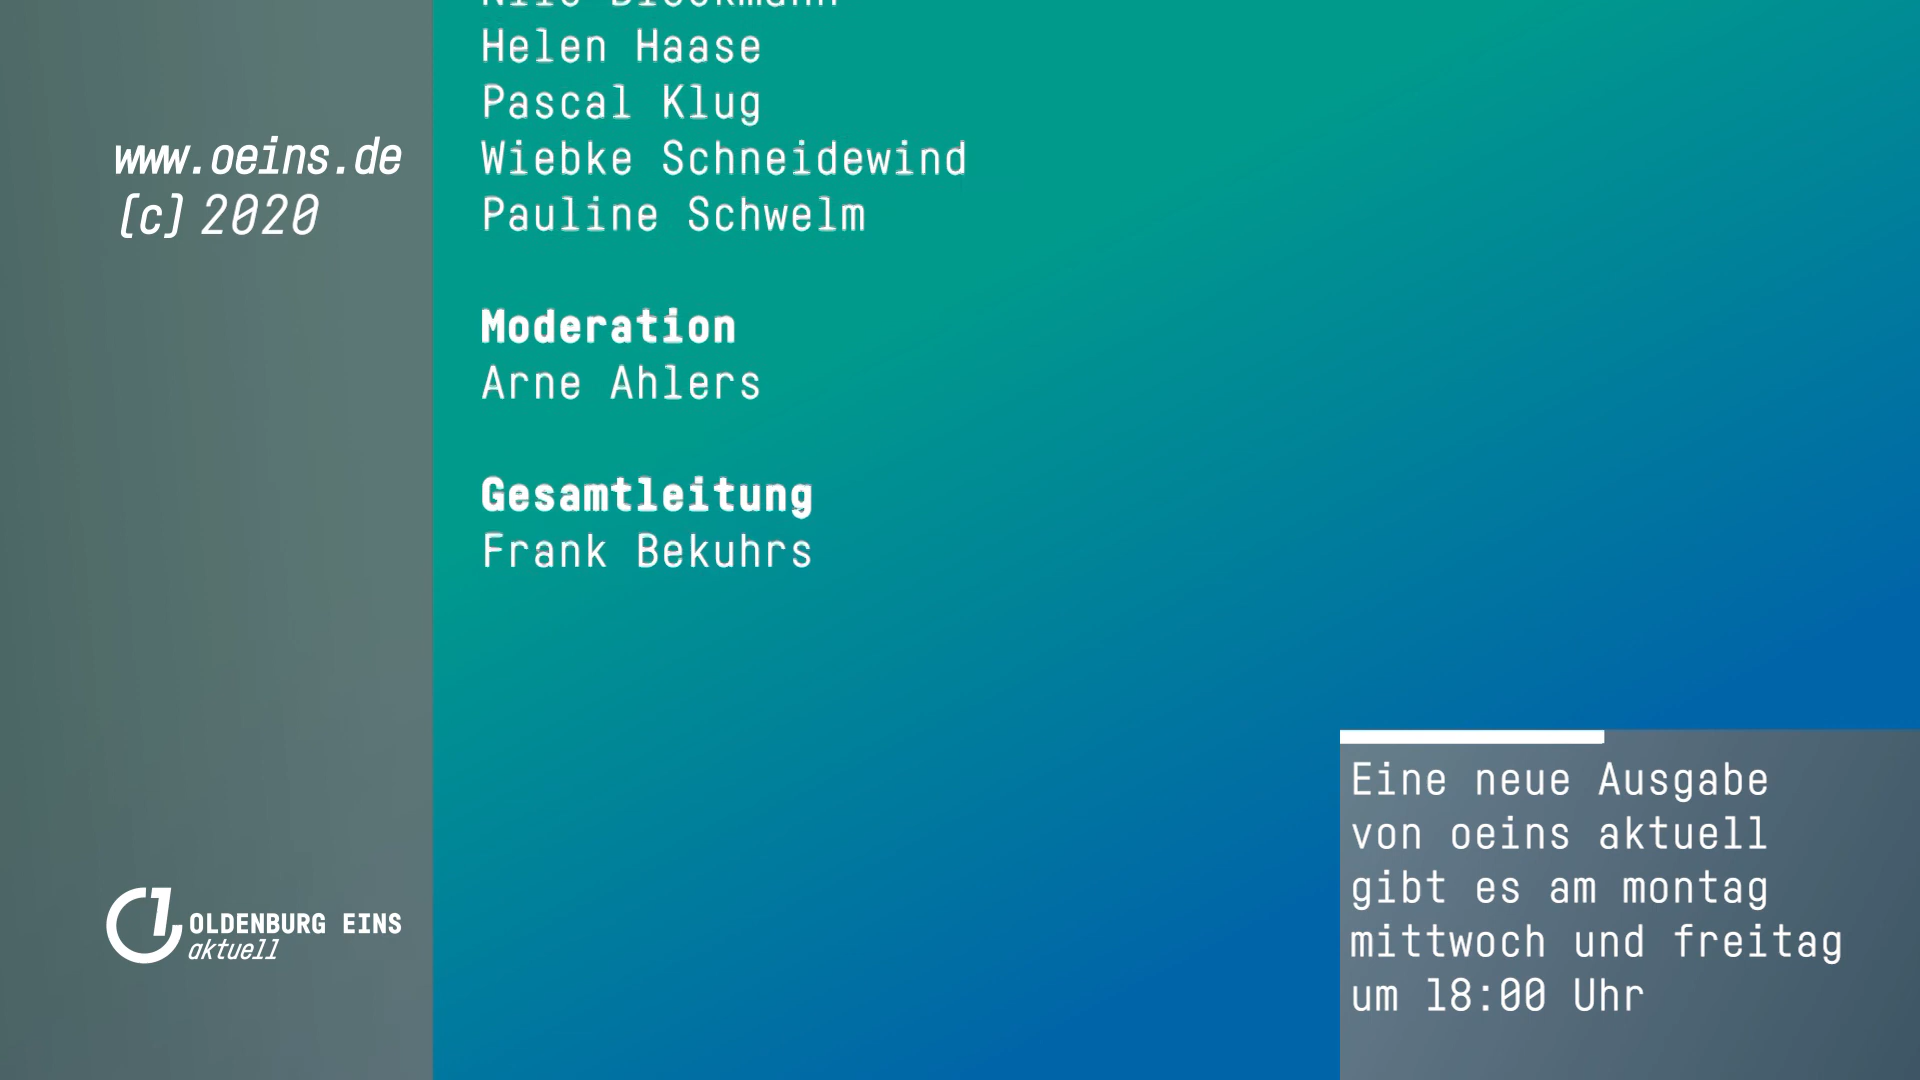 www.oeins.de
(c) 2020
Helen Haase
Pascal Klug
Wiebke Schneidewind
Pauline Schwelm
Moderation
Arne Ahlers
Gesamtleitung
Frank Bekuhrs
OLDENBURG EINS
aktuell
Eine neue Ausgabe
von oeins aktuell
gibt es am montag
mittwoch und freitag
um 18:00 Uhr